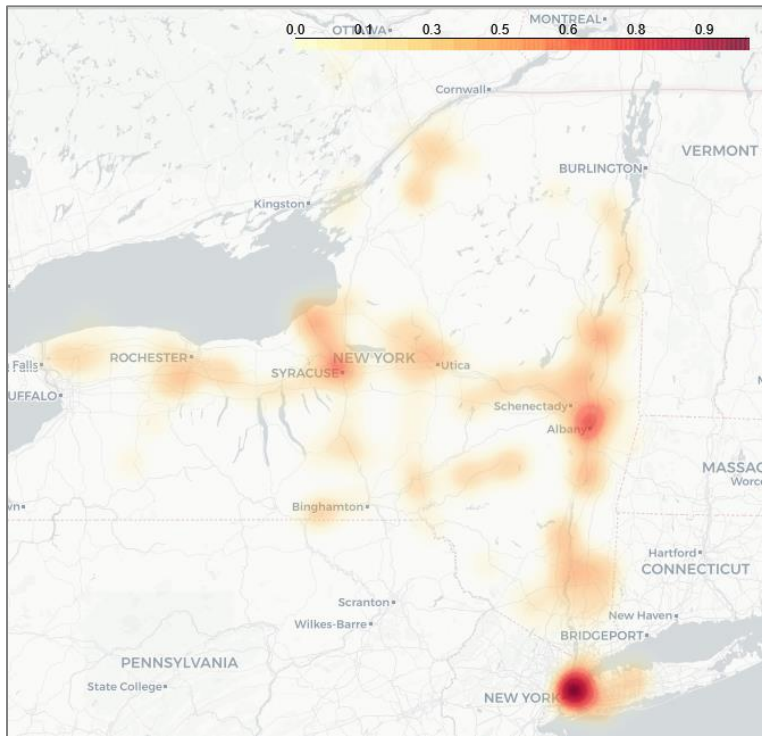 MONTREAL
OTTAWA
0.0 0.1 0.3 0.5 0.6 0.8 0.9
Cornwall
VERMONT
BURLINGTON
Kingston
ROCHESTER
NEW YORK
Falls
Utica
SYRACUSE
UFFALO
Schenectady
Albany
MASSAC
Worce
Binghamton
wn
Hartford
CONNECTICUT
Scranton
New Haven
Wilkes-Barre
BRIDGEPORT
PENNSYLVANIA
State College
NEW YORK